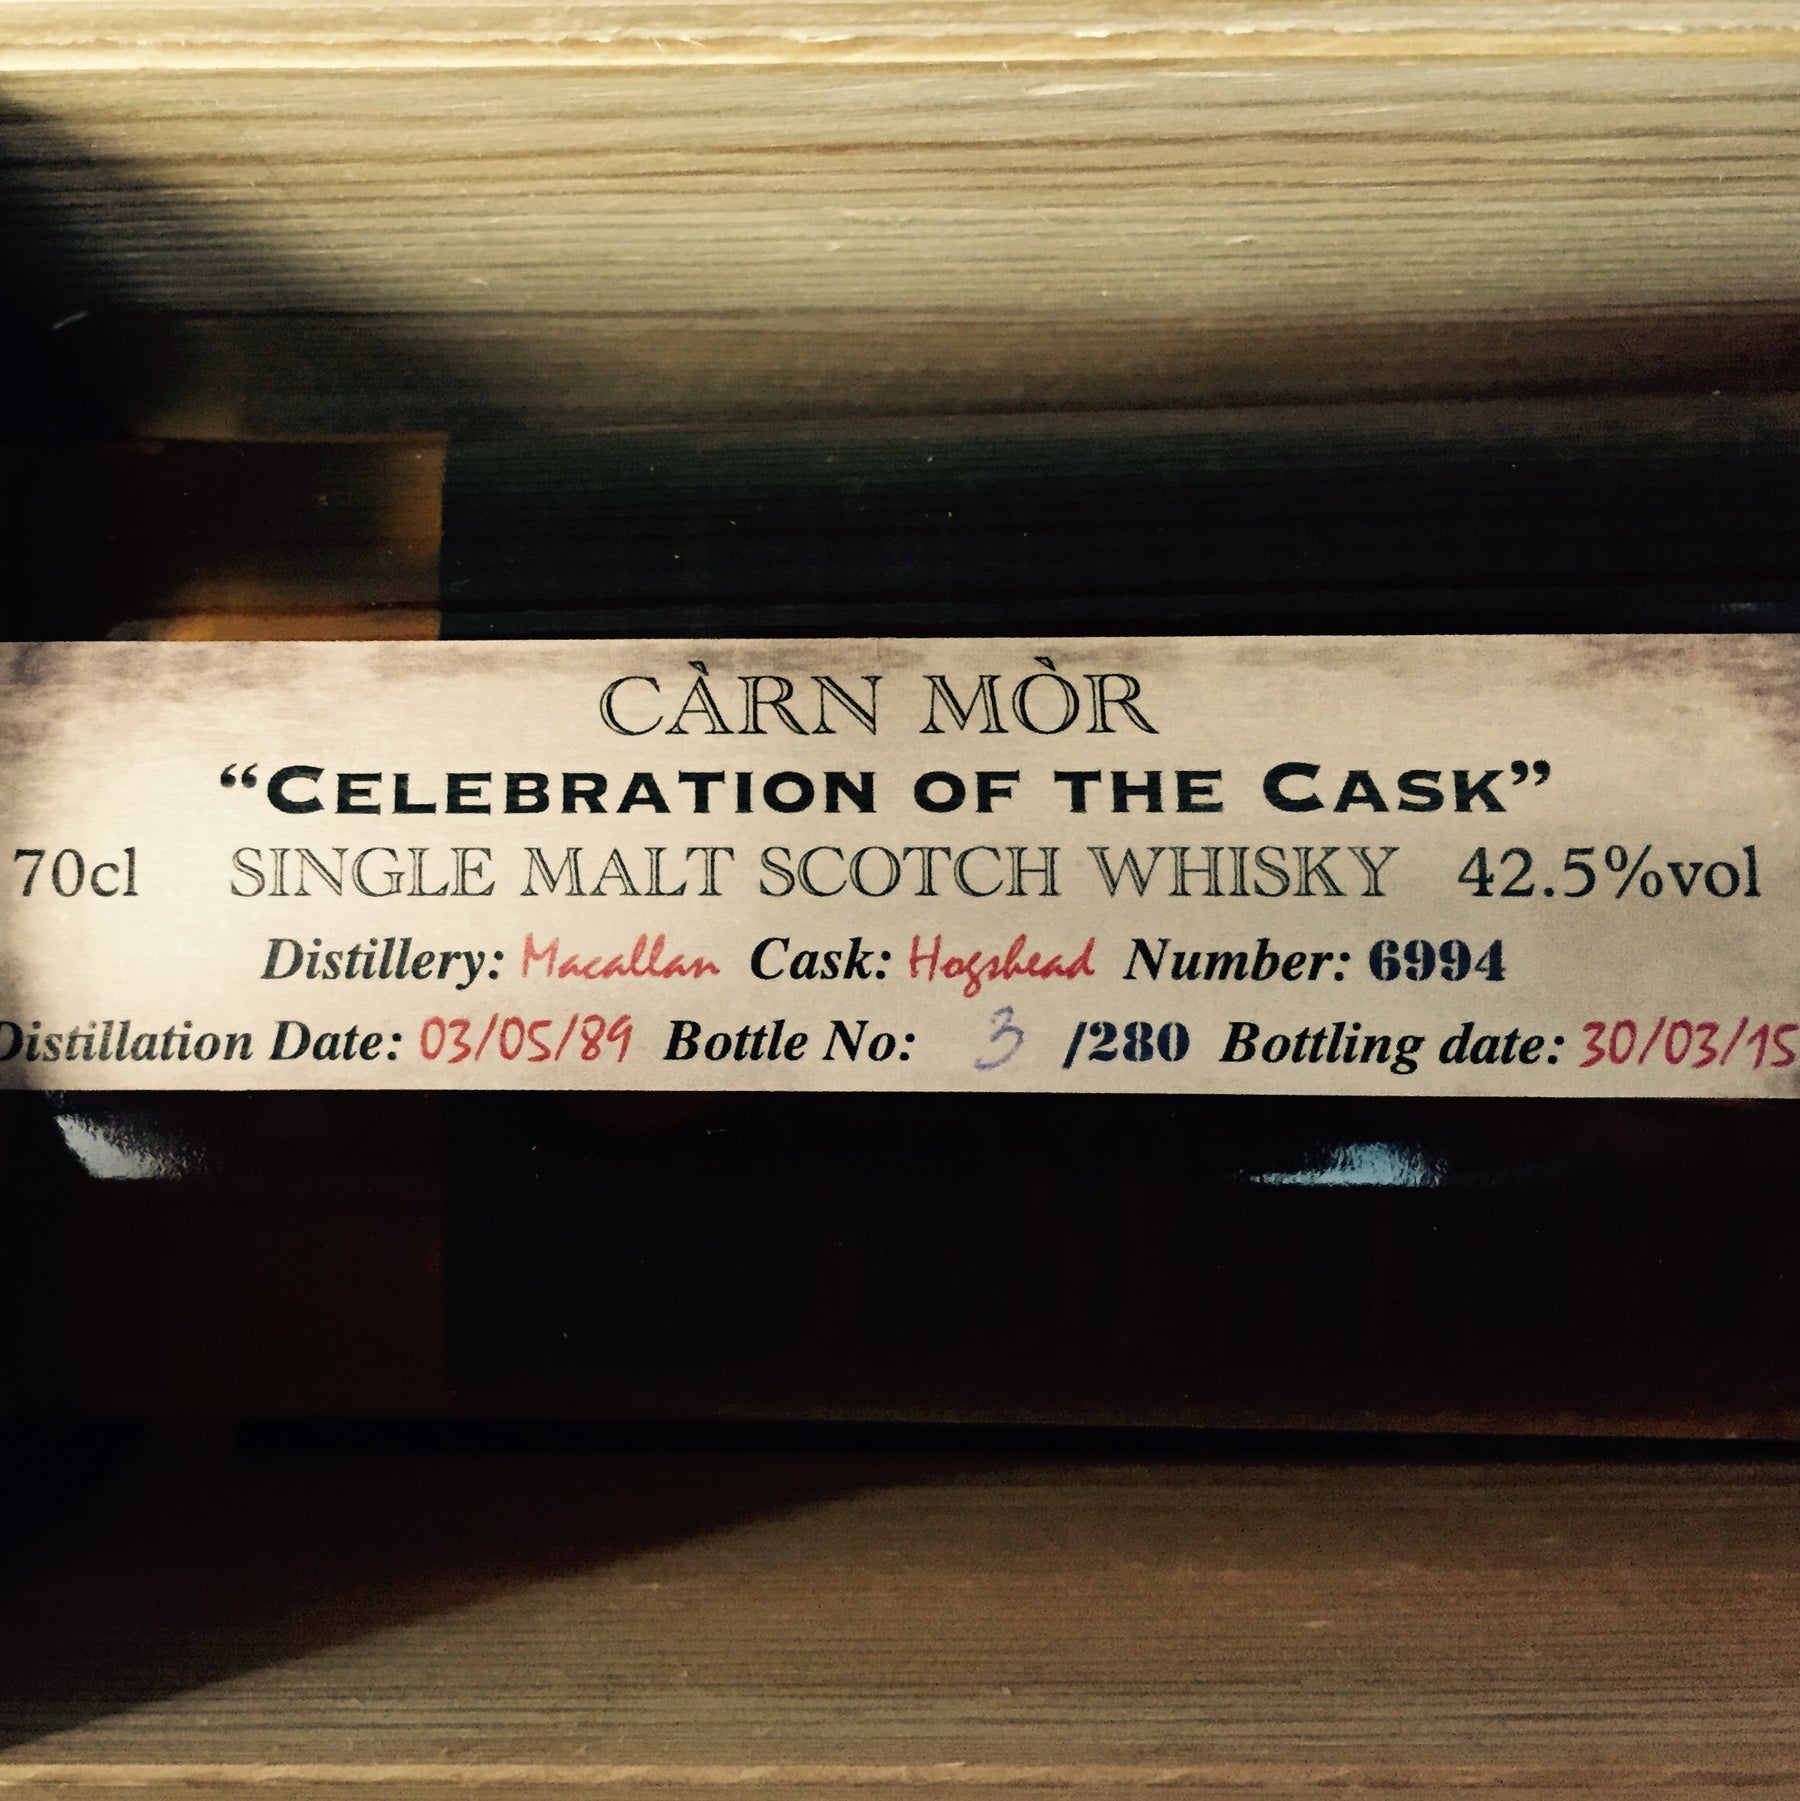 CÀRN MÒR
“CELEBRATION OF THE CASK”
70cl SINGLE MALT SCOTCH WHISKY 42.5%vol
Distillery: Macallan Cask: Hogshead Number: 6994
Distillation Date: 03/05/89 Bottle No: 3 /280 Bottling date: 30/03/15